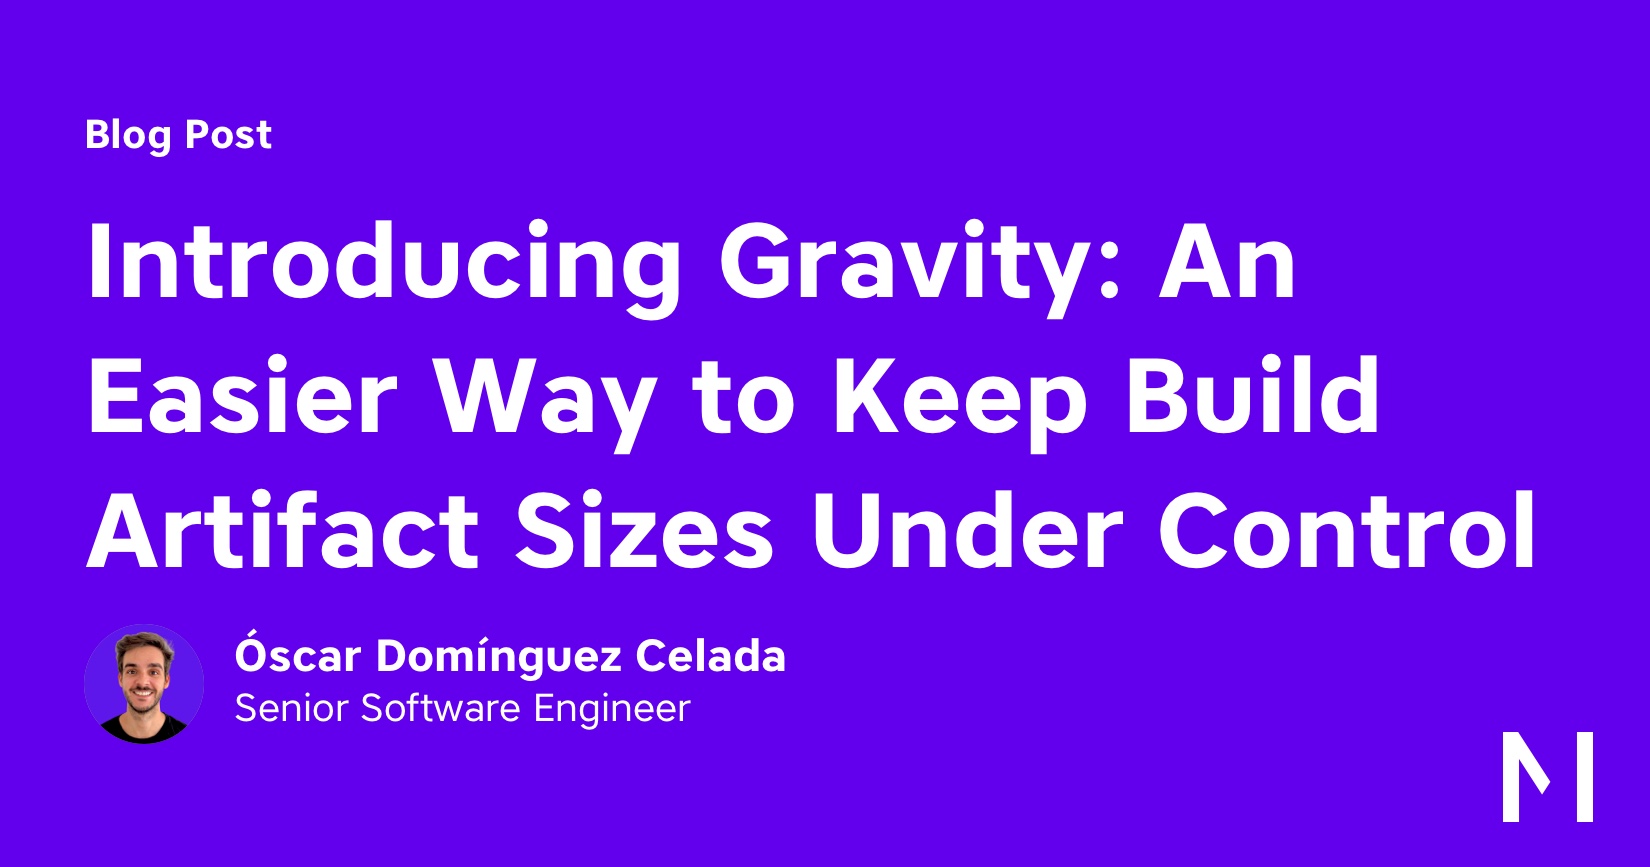 Blog Post
Introducing Gravity: An
Easier Way to Keep Build
Artifact Sizes Under Control
Óscar Domínguez Celada
Senior Software Engineer